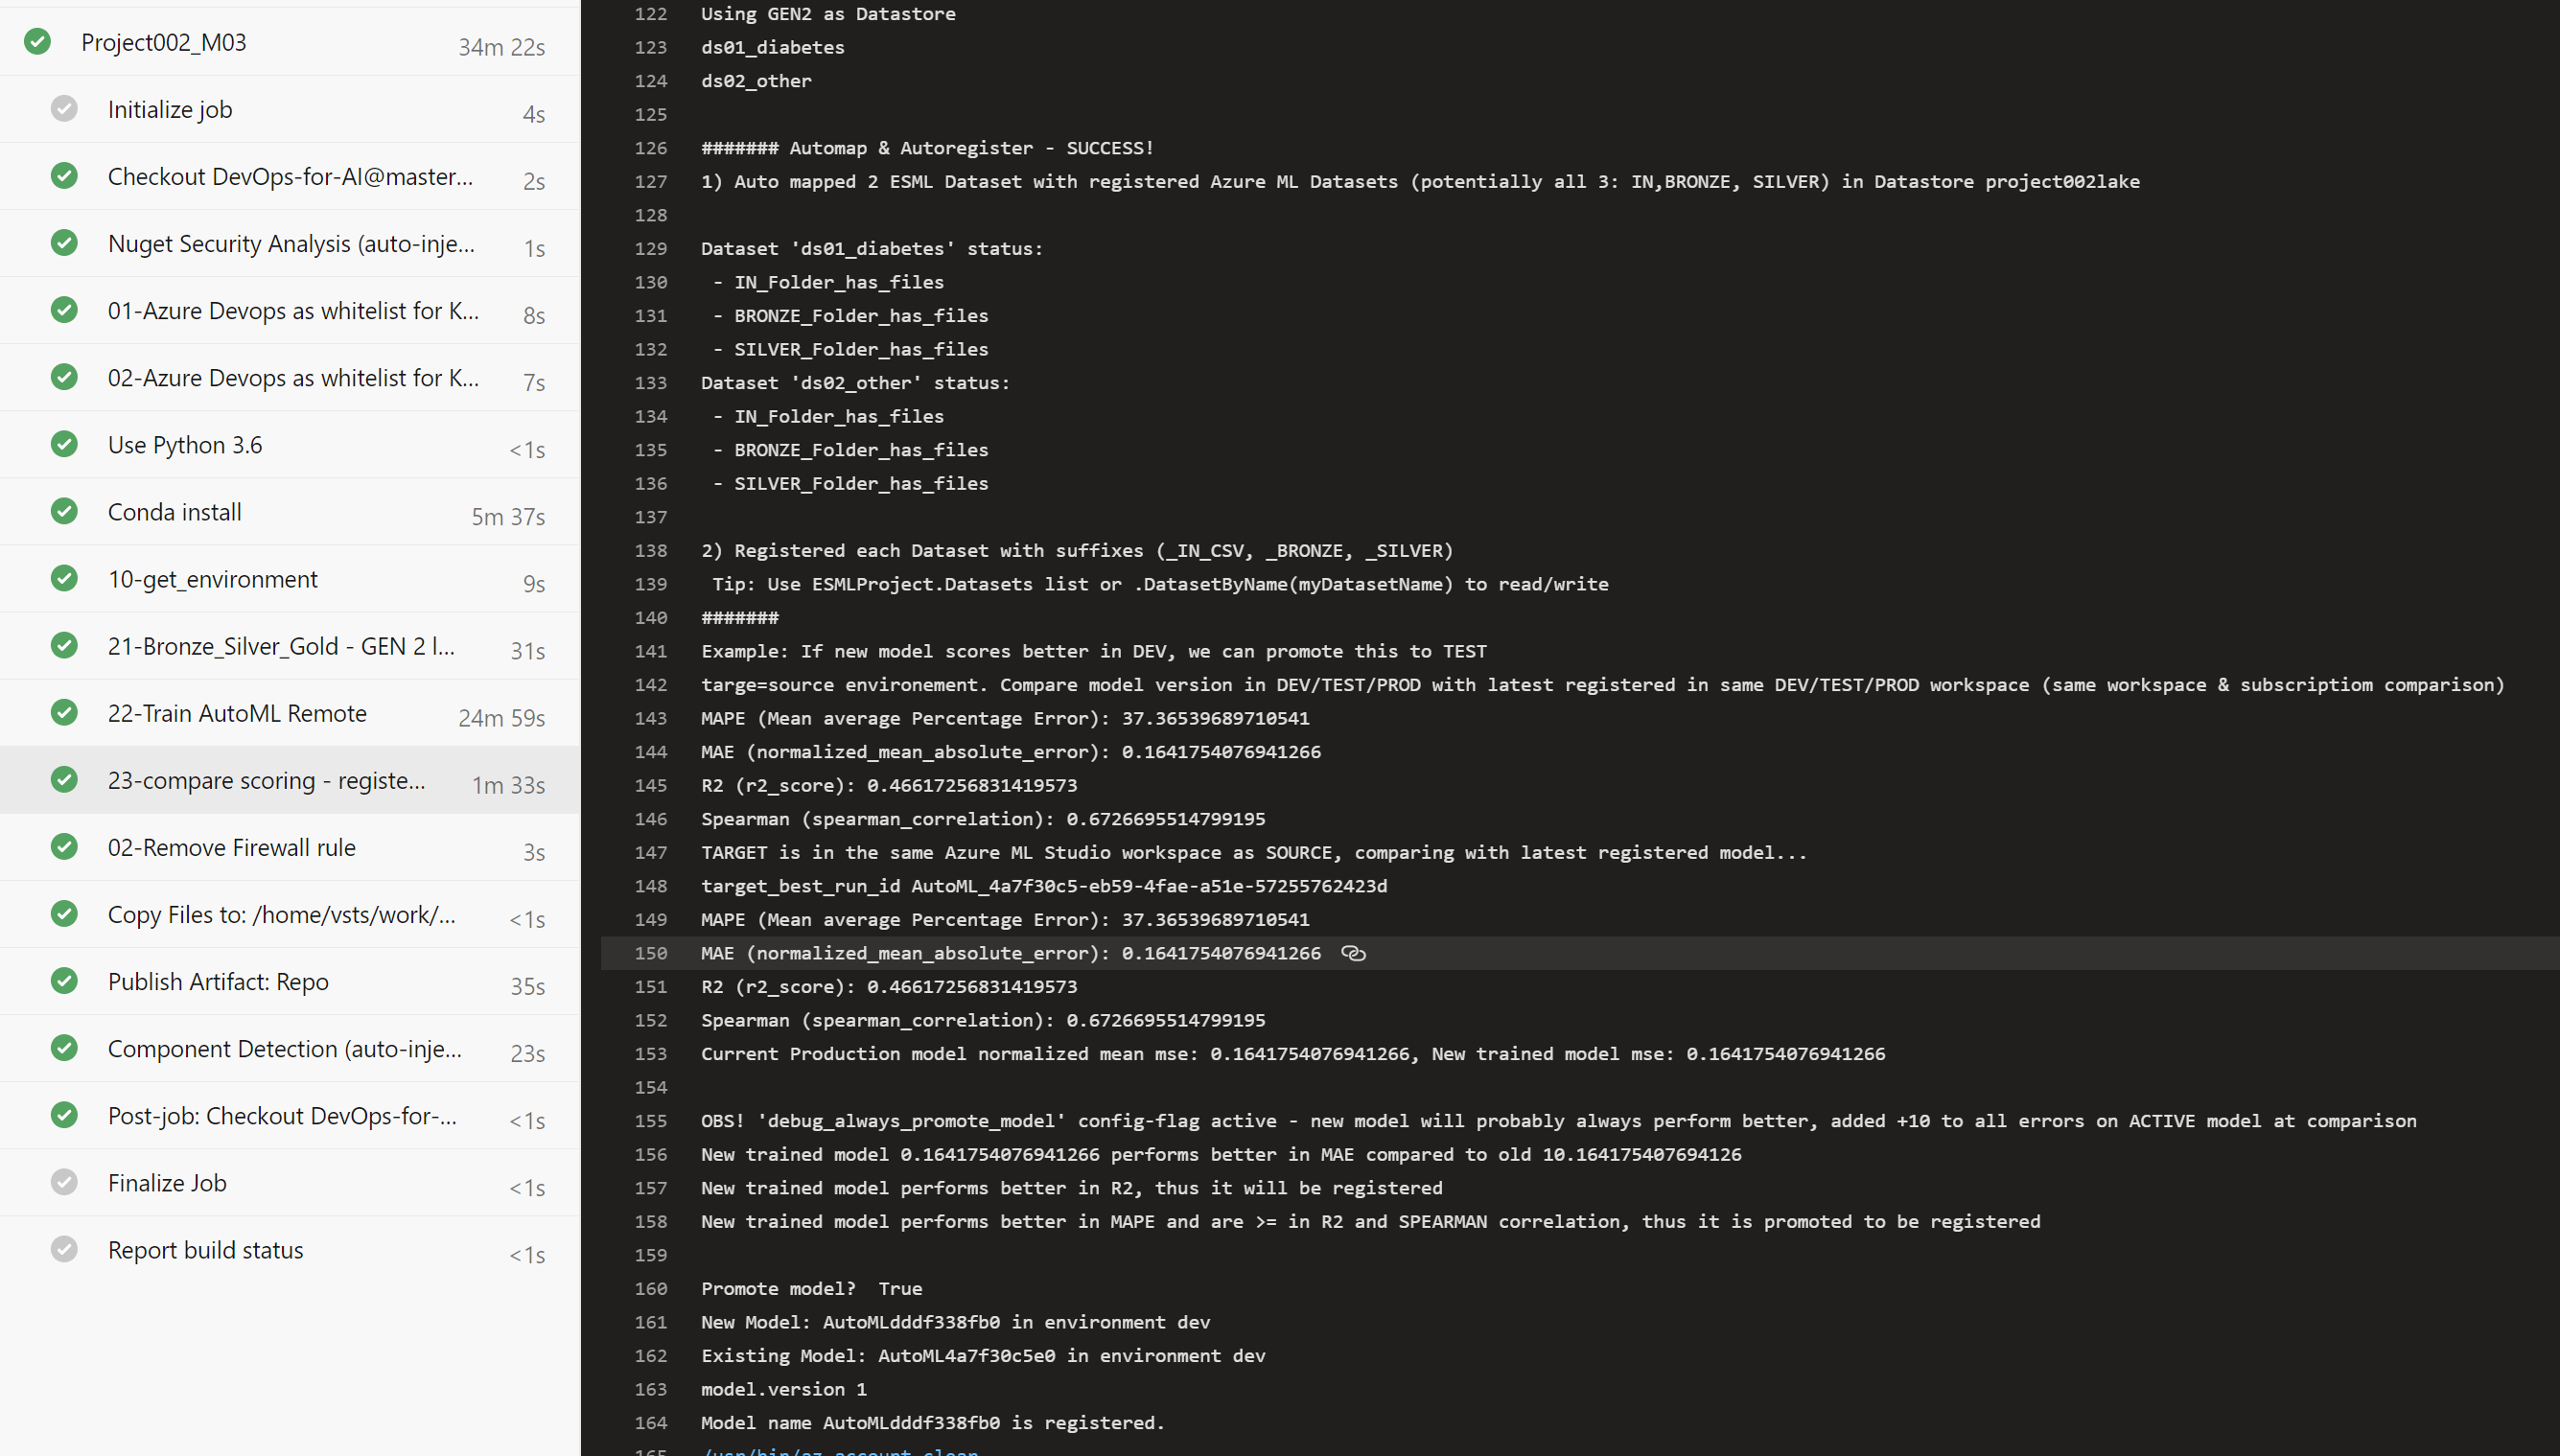 Project002_M03 34m 22s
Initialize job 4s
Checkout DevOps-for-AI@master... 2s
Nuget Security Analysis (auto-inje... 1s
01-Azure Devops as whitelist for K... 8s
02-Azure Devops as whitelist for K... 7s
Use Python 3.6 <1s
Conda install 5m 37s
10-get_environment 9s
21-Bronze_Silver_Gold - GEN 2 l... 31s
22-Train AutoML Remote 24m 59s
23-compare scoring - registe... 1m 33s
02-Remove Firewall rule 3s
Copy Files to: /home/vsts/work/... <1s
Publish Artifact: Repo 35s
Component Detection (auto-inje... 23s
Post-job: Checkout DevOps-for-... <1s
Finalize Job <1s
Report build status <1s
122 Using GEN2 as Datastore
123 ds01_diabetes
124 ds02_other
125
126 ####### Automap & Autoregister - SUCCESS!
127 1) Auto mapped 2 ESML Dataset with registered Azure ML Datasets (potentially all 3: IN,BRONZE, SILVER) in Datastore project002lake
128
129 Dataset 'ds01_diabetes' status:
130 - IN_Folder_has_files
131 - BRONZE_Folder_has_files
132 - SILVER_Folder_has_files
133 Dataset 'ds02_other' status:
134 - IN_Folder_has_files
135 - BRONZE_Folder_has_files
136 - SILVER_Folder_has_files
137
138 2) Registered each Dataset with suffixes (_IN_CSV, _BRONZE, _SILVER)
139 Tip: Use ESMLProject.Datasets list or .DatasetByName(myDatasetName) to read/write
140 #######
141 Example: If new model scores better in DEV, we can promote this to TEST
142 targe=source environement. Compare model version in DEV/TEST/PROD with latest registered in same DEV/TEST/PROD workspace (same workspace & subscriptiom comparison)
143 MAPE (Mean average Percentage Error): 37.36539689710541
144 MAE (normalized_mean_absolute_error): 0.1641754076941266
145 R2 (r2_score): 0.46617256831419573
146 Spearman (spearman_correlation): 0.6726695514799195
147 TARGET is in the same Azure ML Studio workspace as SOURCE, comparing with latest registered model...
148 target_best_run_id AutoML_4a7f30c5-eb59-4fae-a51e-57255762423d
149 MAPE (Mean average Percentage Error): 37.36539689710541
150 MAE (normalized_mean_absolute_error): 0.1641754076941266
151 R2 (r2_score): 0.46617256831419573
152 Spearman (spearman_correlation): 0.6726695514799195
153 Current Production model normalized mean mse: 0.1641754076941266, New trained model mse: 0.1641754076941266
154
155 OBS! 'debug_always_promote_model' config-flag active - new model will probably always perform better, added +10 to all errors on ACTIVE model at comparison
156 New trained model 0.1641754076941266 performs better in MAE compared to old 10.164175407694126
157 New trained model performs better in R2, thus it will be registered
158 New trained model performs better in MAPE and are >= in R2 and SPEARMAN correlation, thus it is promoted to be registered
159
160 Promote model?  True
161 New Model: AutoMLdddf338fb0 in environment dev
162 Existing Model: AutoML4a7f30c5e0 in environment dev
163 model.version 1
164 Model name AutoMLdddf338fb0 is registered.
165 /usr/bin/az account clean